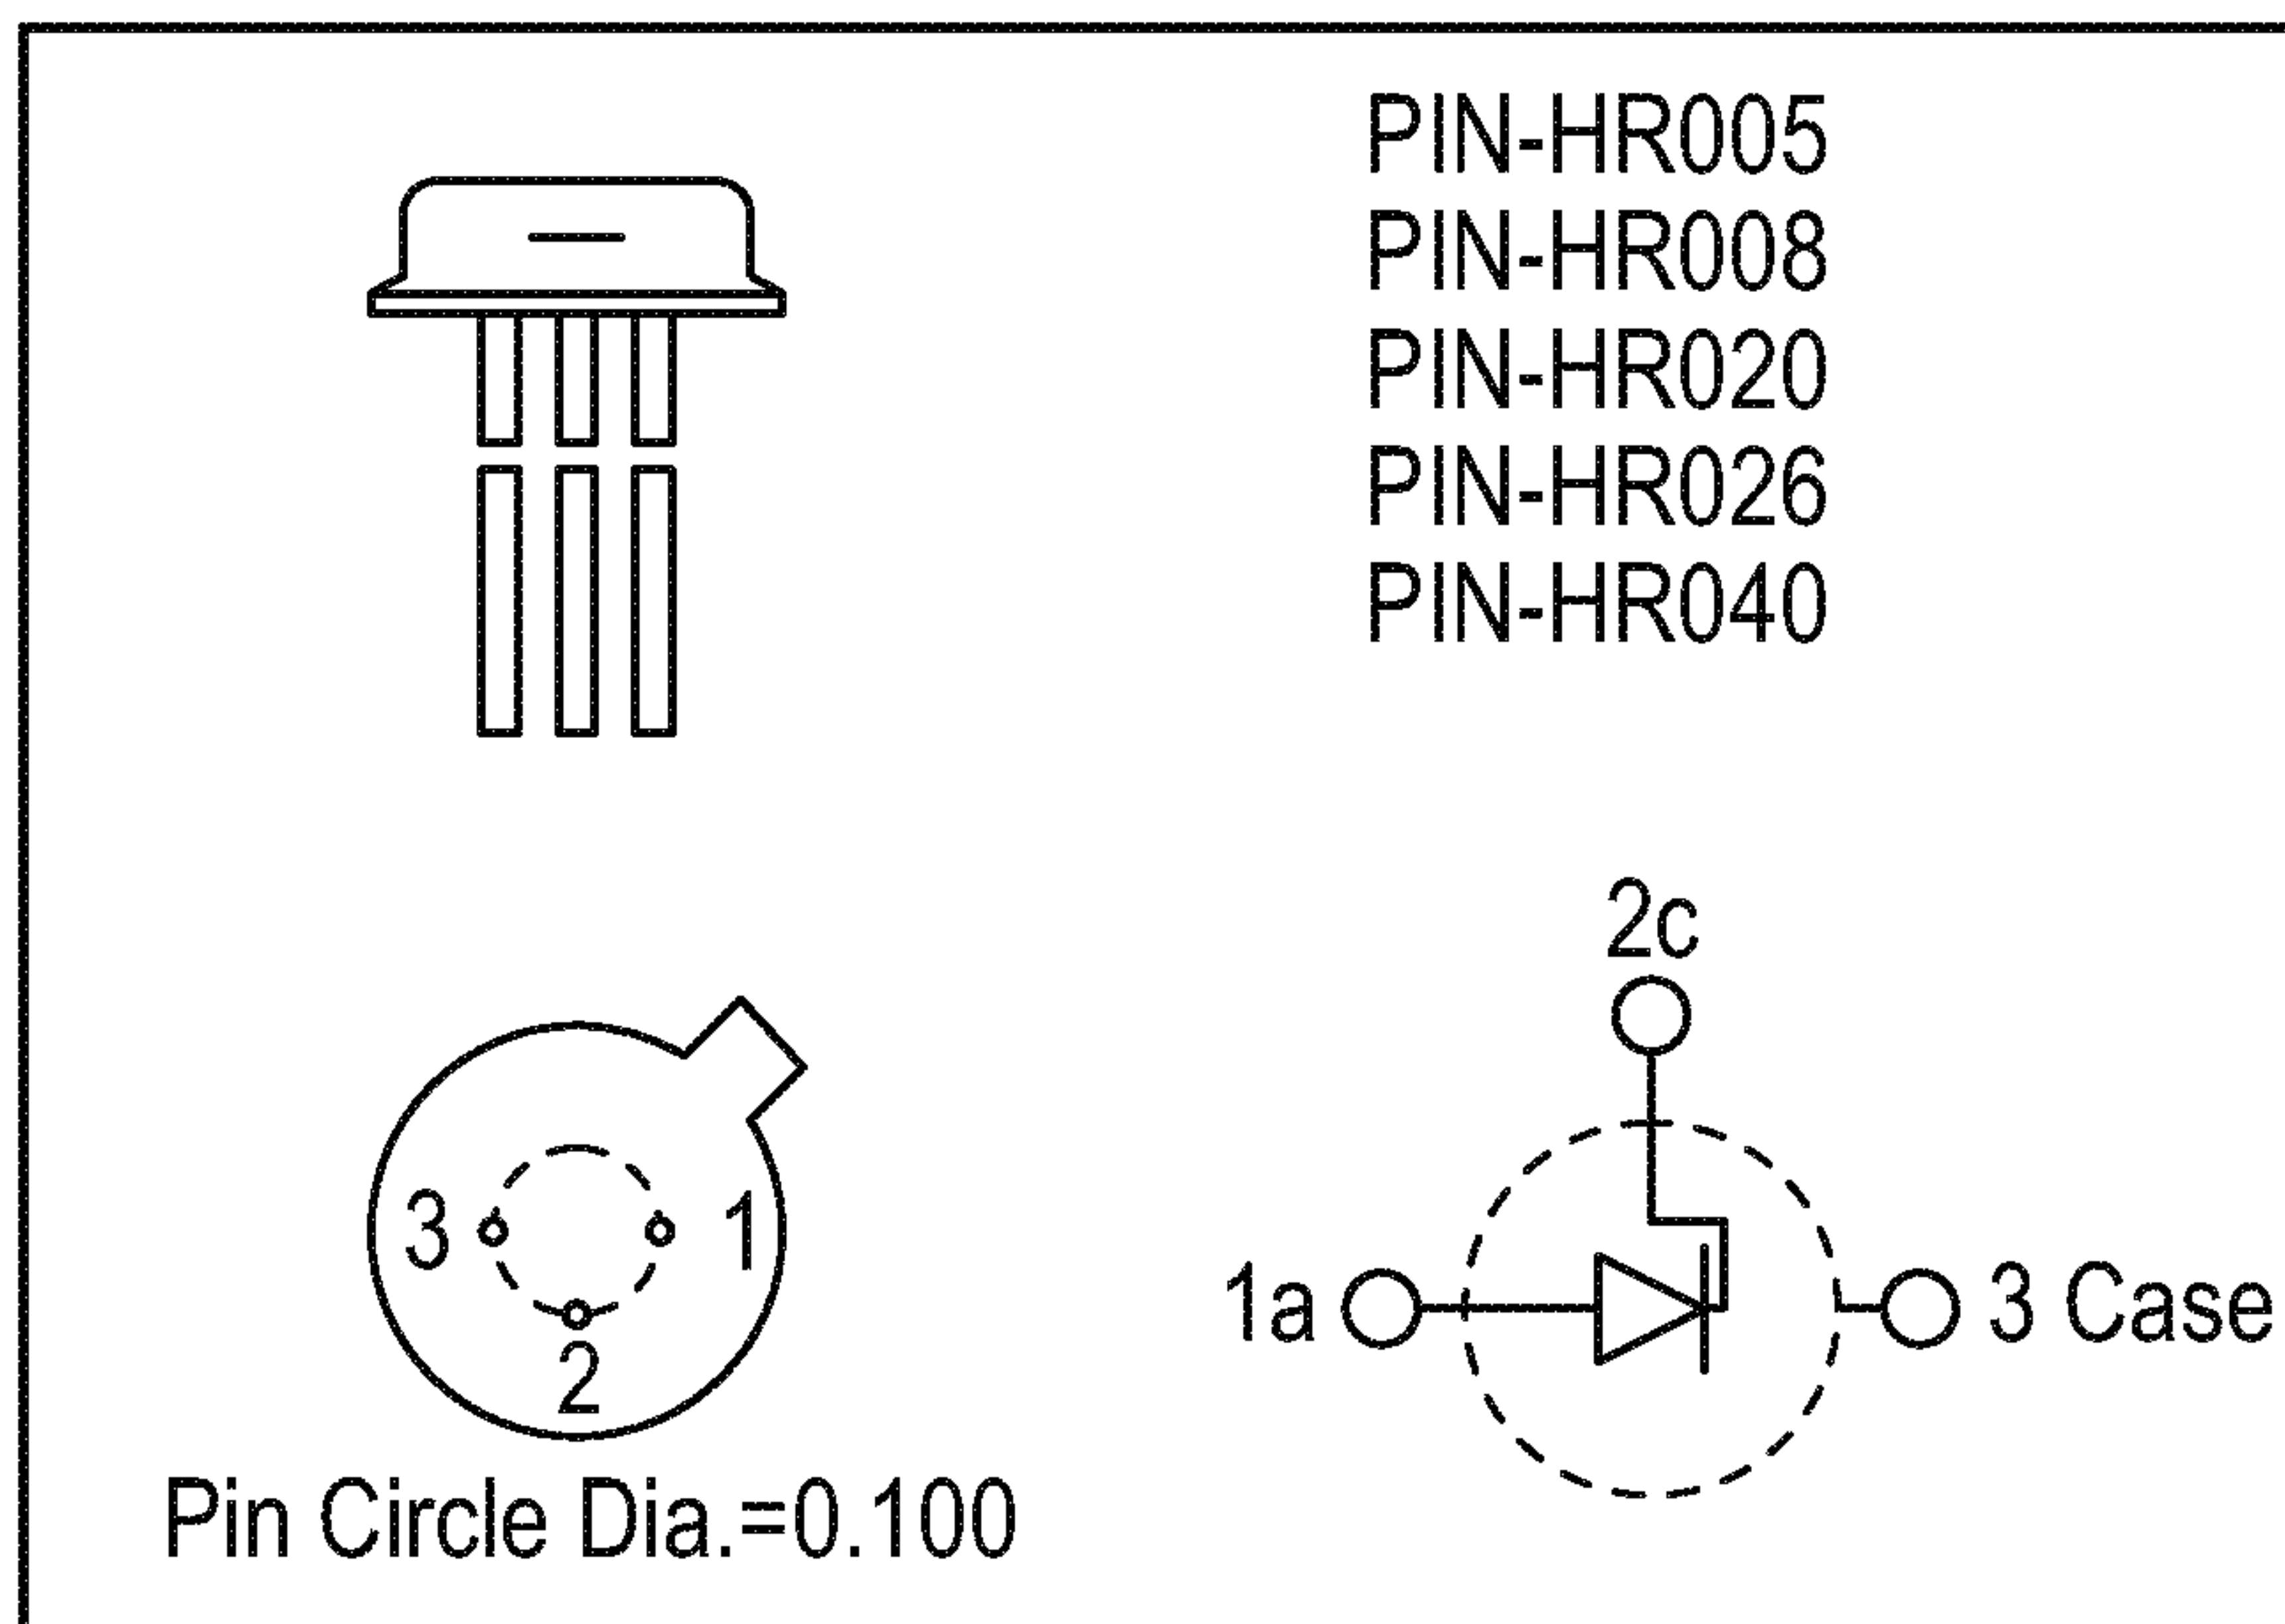 PIN-HR005
PIN-HR008
PIN-HR020
PIN-HR026
PIN-HR040
2c
3 1
2
1a 3 Case
Pin Circle Dia.=0.100